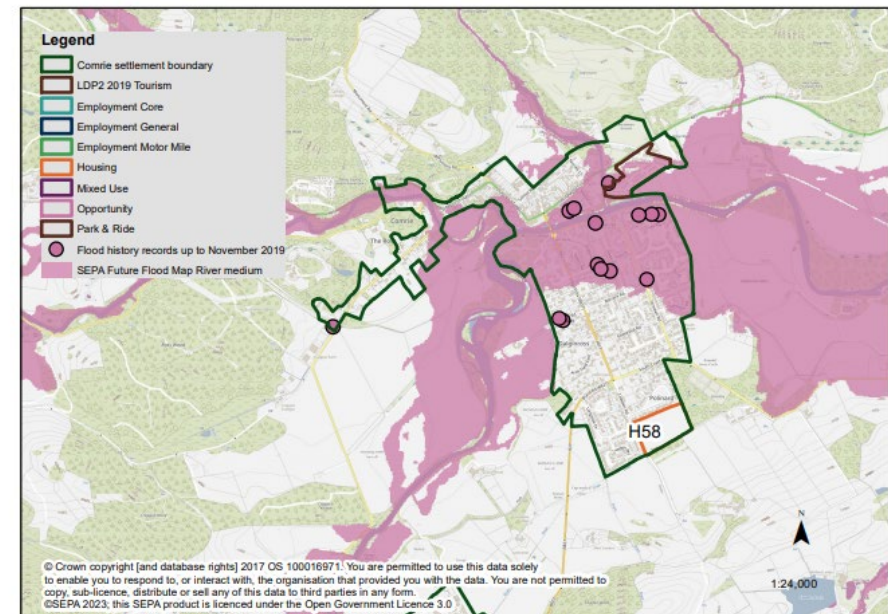 Legend
Comrie settlement boundary
LDP2 2019 Tourism
Employment Core
Employment General
Employment Motor Mile
Housing
Mixed Use
Opportunity
Park & Ride
Flood history records up to November 2019
SEPA Future Flood Map River medium
Comrie
The Ross
Dalginross
Polinard
H58
N
1:24,000
© Crown copyright [and database rights] 2017 OS 100016971. You are permitted to use this data solely
to enable you to respond to, or interact with, the organisation that provided you with the data. You are not permitted to
copy, sub-licence, distribute or sell any of this data to third parties in any form.
©SEPA 2023; this SEPA product is licenced under the Open Government Licence 3.0